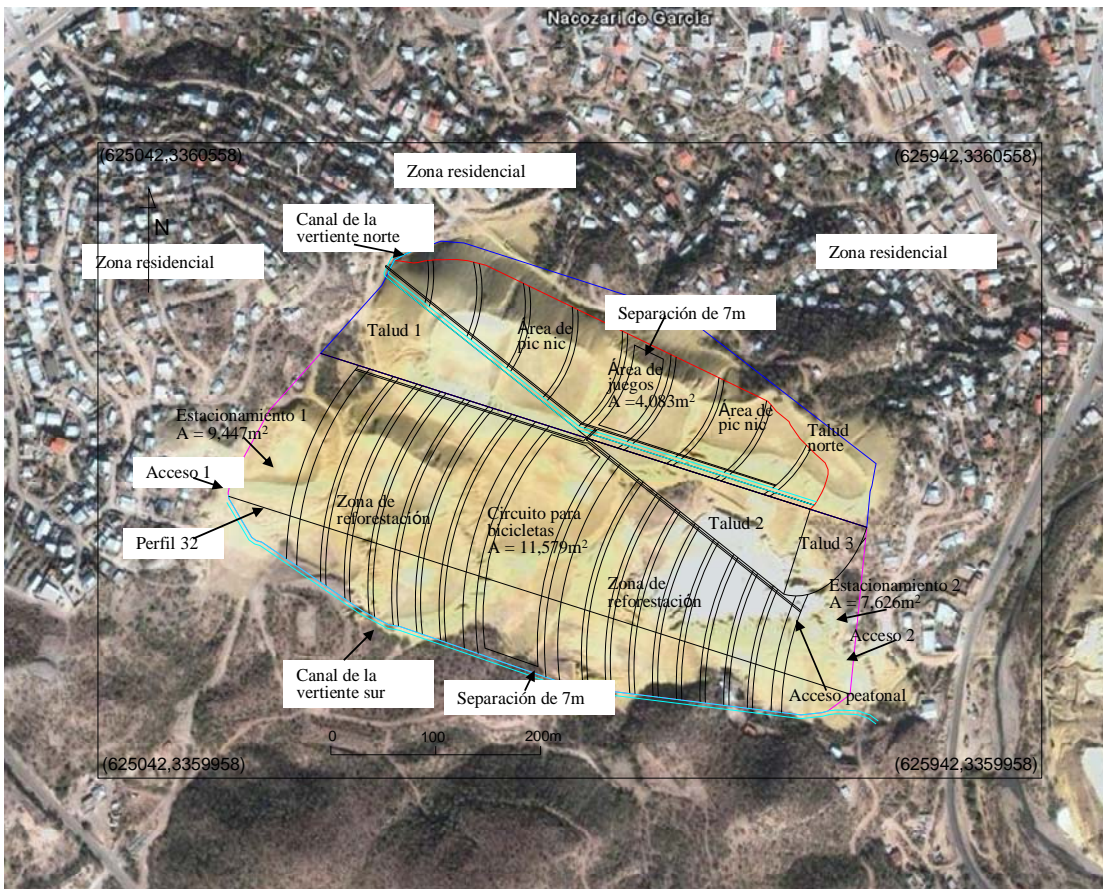 Nacozari de García
(625042,3360558)
(625942,3360558)
Zona residencial
Canal de la
vertiente norte
N
Zona residencial
Zona residencial
Separación de 7m
Talud 1
Área de
pic nic
Área de
juegos
A =4,083m²
Área de
pic nic
Talud
norte
Estacionamiento 1
A = 9,447m²
Acceso 1
Zona de
reforestación
Circuito para
bicicletas
A = 11,579m²
Perfil 32
Talud 2
Talud 3
Zona de
reforestación
Estacionamiento 2
A = 7,626m²
Acceso 2
Canal de la
vertiente sur
Separación de 7m
Acceso peatonal
0
100
200m
(625042,3359958)
(625942,3359958)